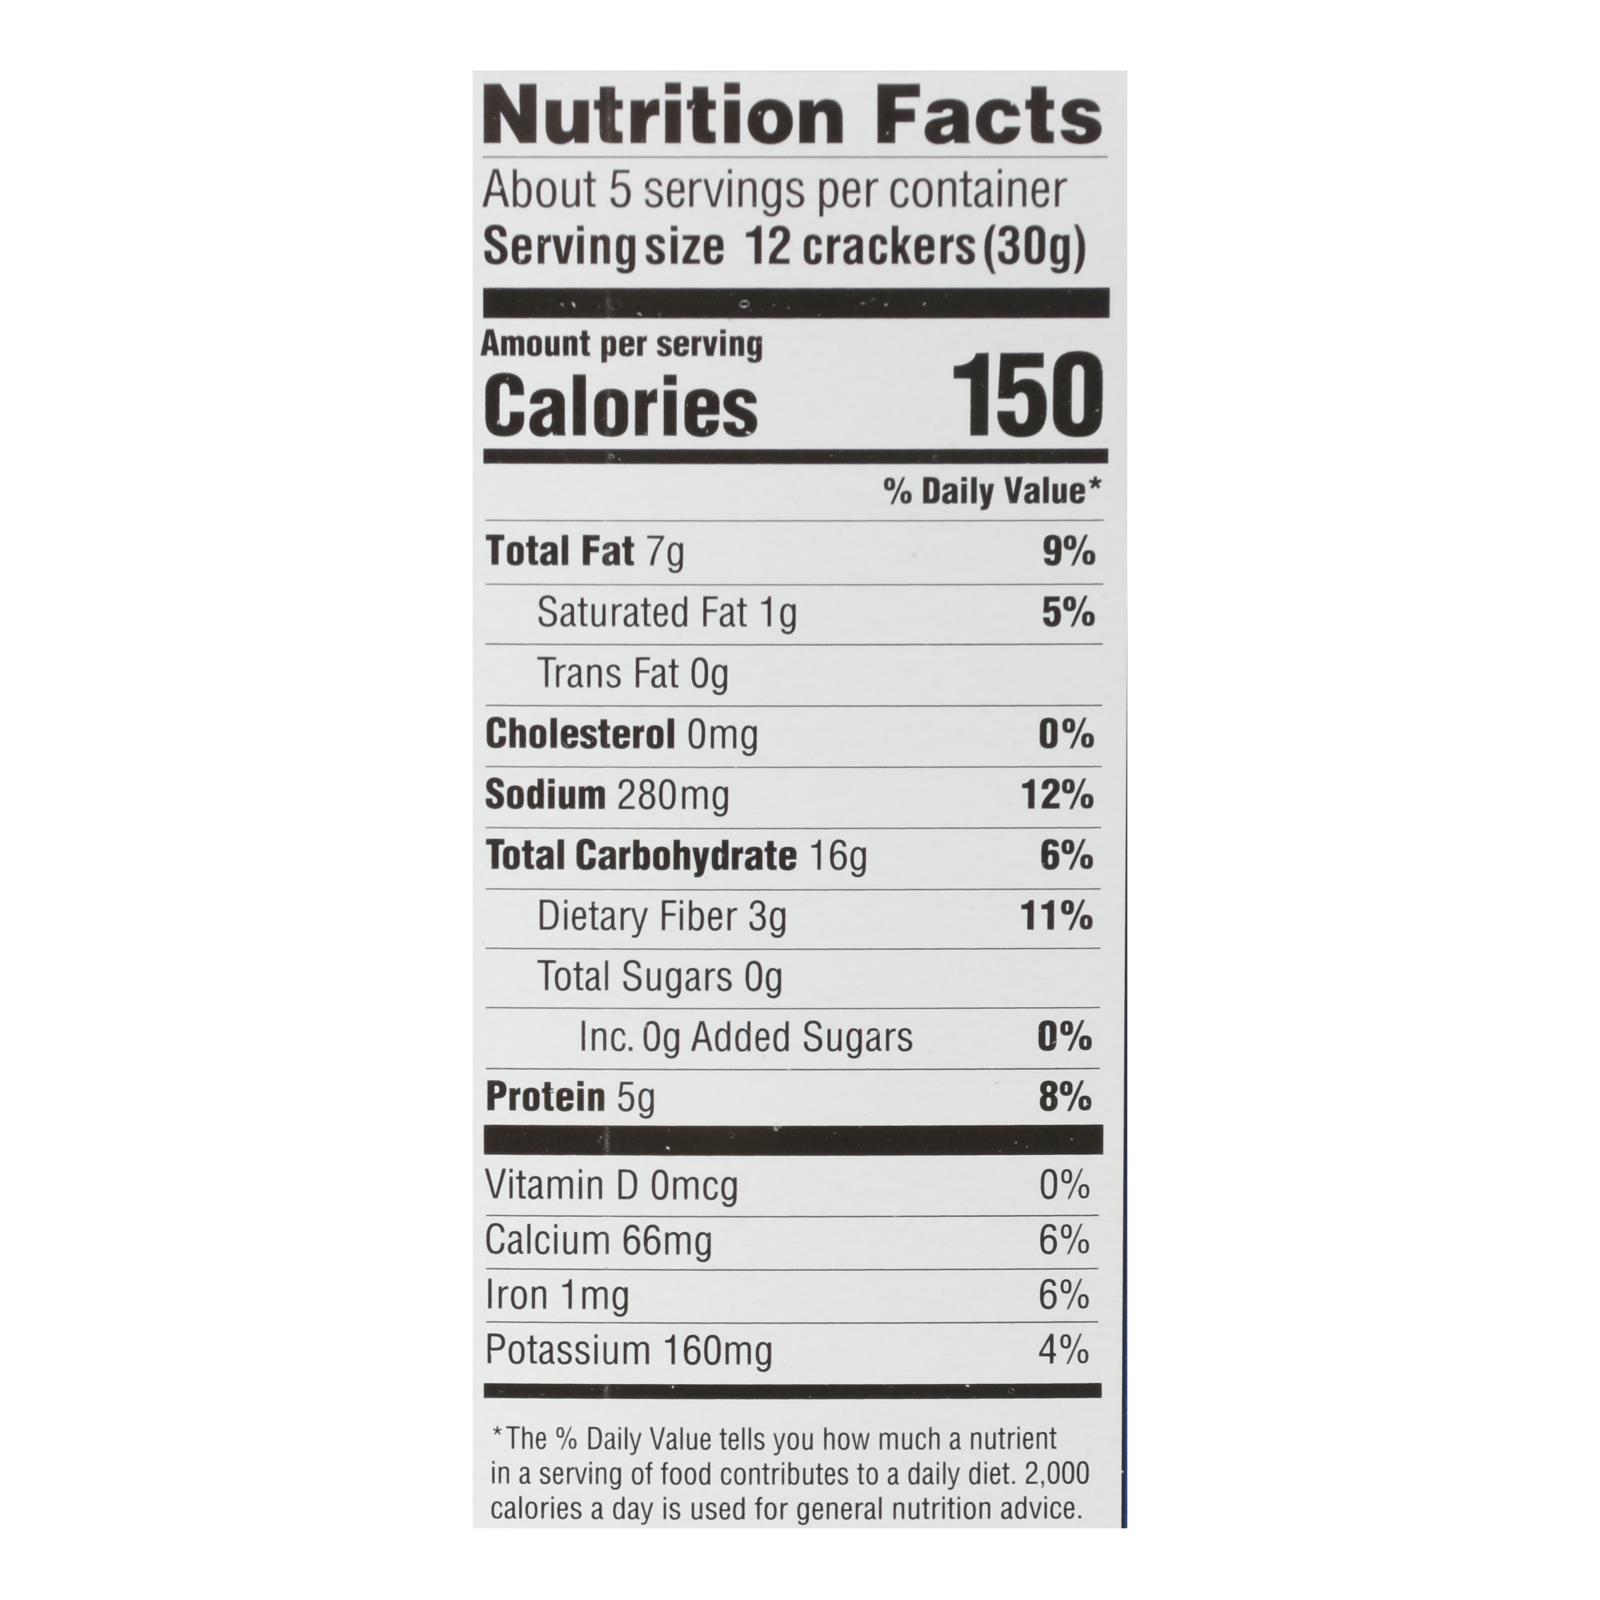 Nutrition Facts
About 5 servings per container
Serving size 12 crackers (30g)
Amount per serving
Calories 150
% Daily Value*
Total Fat 7g 9%
Saturated Fat 1g 5%
Trans Fat 0g
Cholesterol 0mg 0%
Sodium 280mg 12%
Total Carbohydrate 16g 6%
Dietary Fiber 3g 11%
Total Sugars 0g
Inc. 0g Added Sugars 0%
Protein 5g 8%
Vitamin D 0mcg 0%
Calcium 66mg 6%
Iron 1mg 6%
Potassium 160mg 4%
*The % Daily Value tells you how much a nutrient
in a serving of food contributes to a daily diet. 2,000
calories a day is used for general nutrition advice.